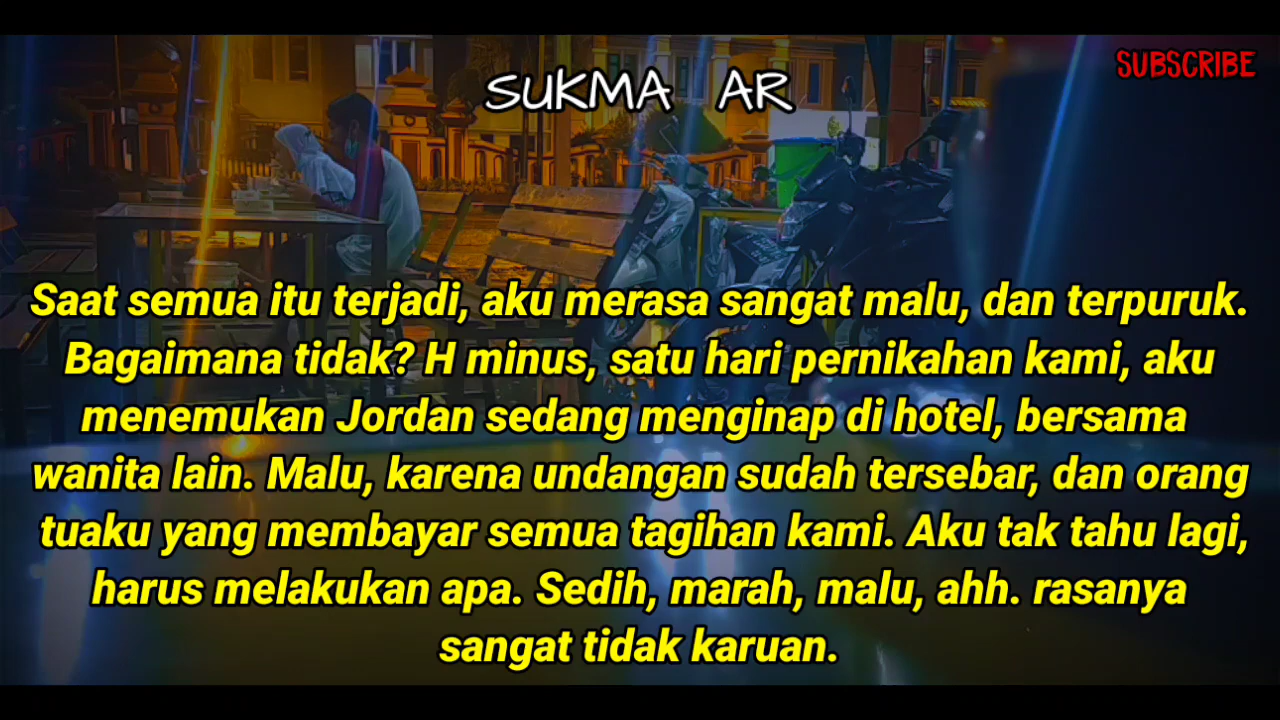 SUBSCRIBE
SUKMA AR
Saat semua itu terjadi, aku merasa sangat malu, dan terpuruk.
Bagaimana tidak? H minus, satu hari pernikahan kami, aku
menemukan Jordan sedang menginap di hotel, bersama
wanita lain. Malu, karena undangan sudah tersebar, dan orang
tuaku yang membayar semua tagihan kami. Aku tak tahu lagi,
harus melakukan apa. Sedih, marah, malu, ahh. rasanya
sangat tidak karuan.